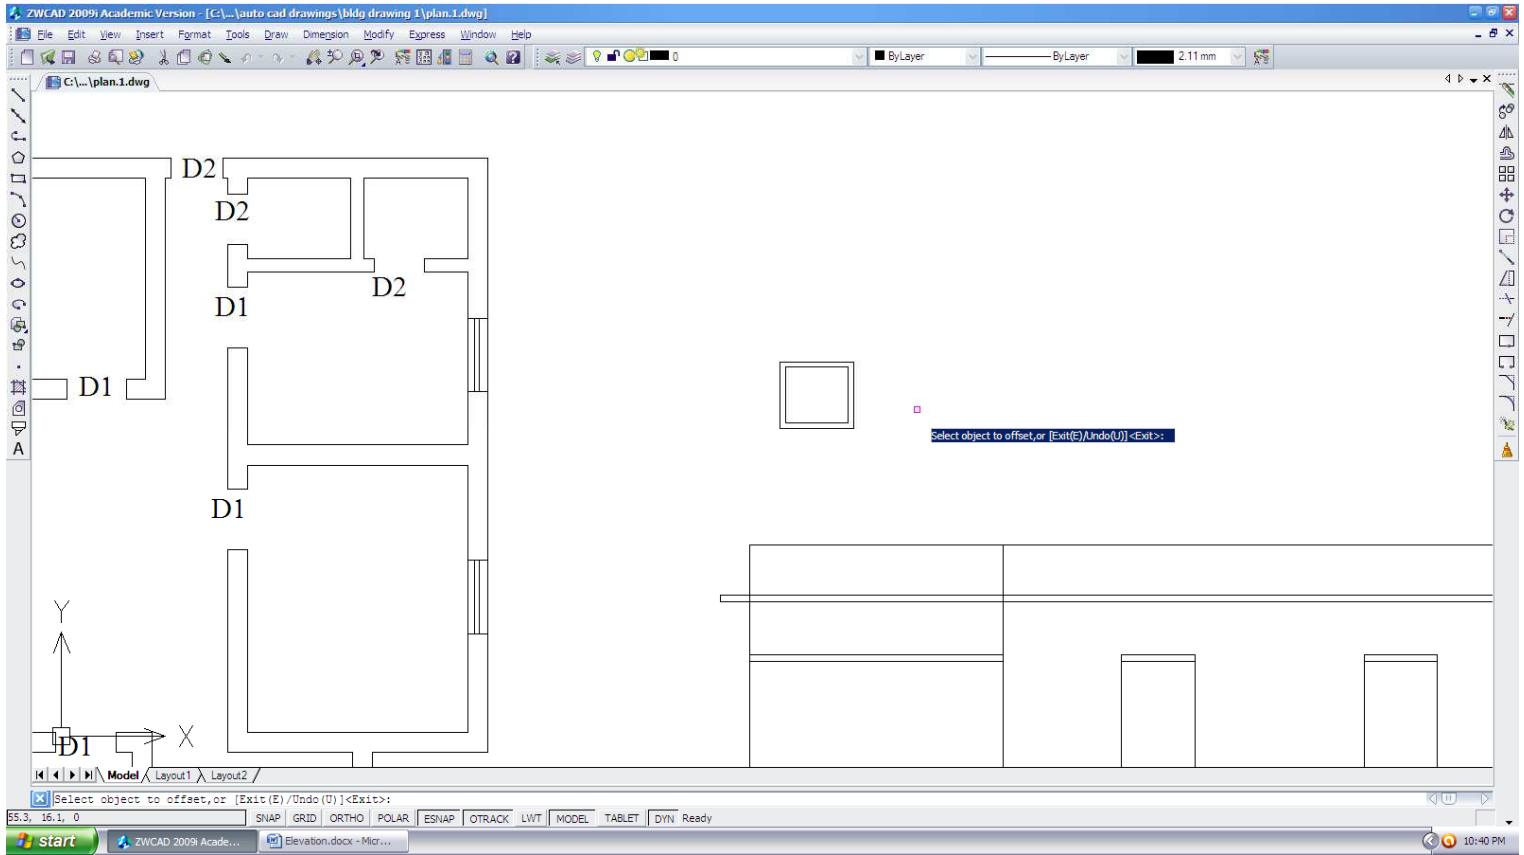 ZWCAD 2009i Academic Version - [C:\...\auto cad drawings\bldg drawing 1\plan.1.dwg]
File Edit View Insert Format Tools Draw Dimension Modify Express Window Help
0 ByLayer ByLayer 2.11 mm
C:\...\plan.1.dwg
D2
D2
D2
D1
D1
Select object to offset,or [Exit(E)/Undo(U)]<Exit>:
D1
A
Y
X
D1
Model Layout1 Layout2
Select object to offset,or [Exit(E)/Undo(U)]<Exit>:
55.3, 16.1, 0 SNAP GRID ORTHO POLAR ESNAP OTRACK LWT MODEL TABLET DYN Ready
start ZWCAD 2009i Acade... Elevation.docx - Micr... 10:40 PM